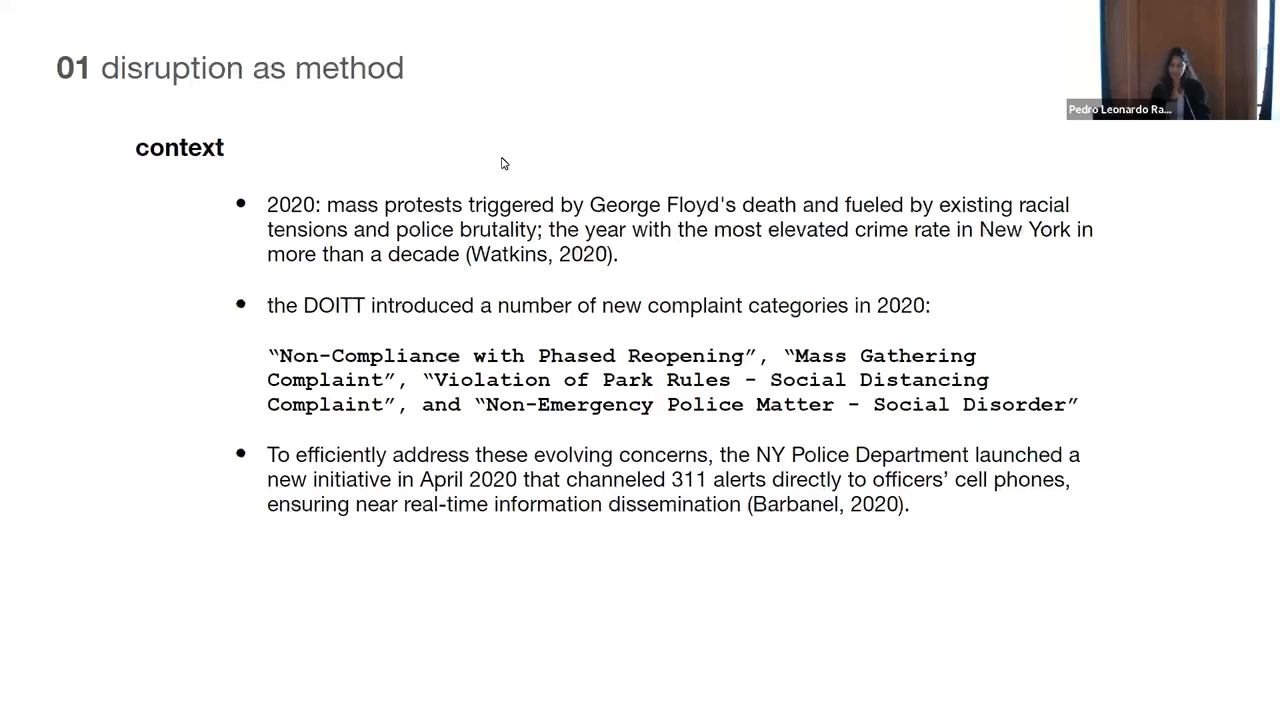 01 disruption as method
Pedro Leonardo Ra...
context
• 2020: mass protests triggered by George Floyd's death and fueled by existing racial
tensions and police brutality; the year with the most elevated crime rate in New York in
more than a decade (Watkins, 2020).
• the DOITT introduced a number of new complaint categories in 2020:
“Non-Compliance with Phased Reopening”, “Mass Gathering
Complaint”, “Violation of Park Rules - Social Distancing
Complaint”, and “Non-Emergency Police Matter - Social Disorder”
• To efficiently address these evolving concerns, the NY Police Department launched a
new initiative in April 2020 that channeled 311 alerts directly to officers’ cell phones,
ensuring near real-time information dissemination (Barbanel, 2020).